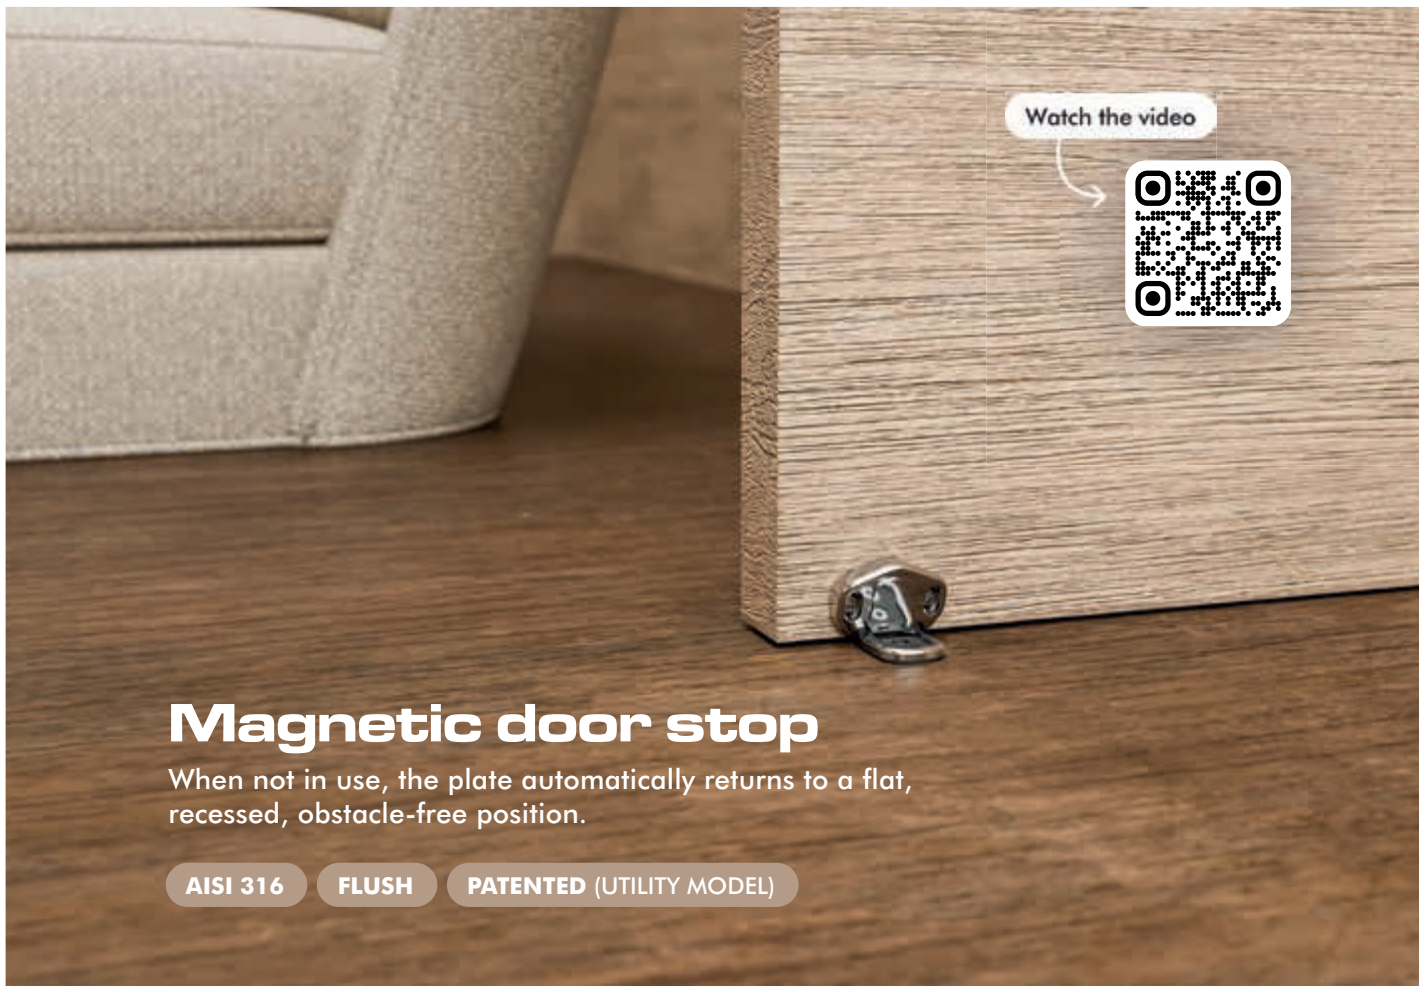 Watch the video
Magnetic door stop
When not in use, the plate automatically returns to a flat,
recessed, obstacle-free position.
AISI 316
FLUSH
PATENTED (UTILITY MODEL)